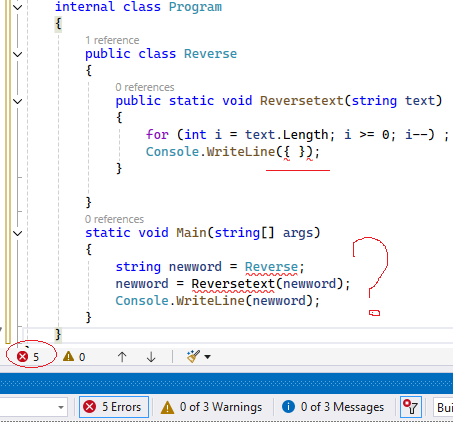 internal class Program
{
1 reference
public class Reverse
{
0 references
public static void Reversetext(string text)
{
for (int i = text.Length; i >= 0; i--) ;
Console.WriteLine({ });
}
}
0 references
static void Main(string[] args)
{
string newword = Reverse;
newword = Reversetext(newword);
Console.WriteLine(newword);
}
}
?
5 0
5 Errors 0 of 3 Warnings 0 of 3 Messages Bui